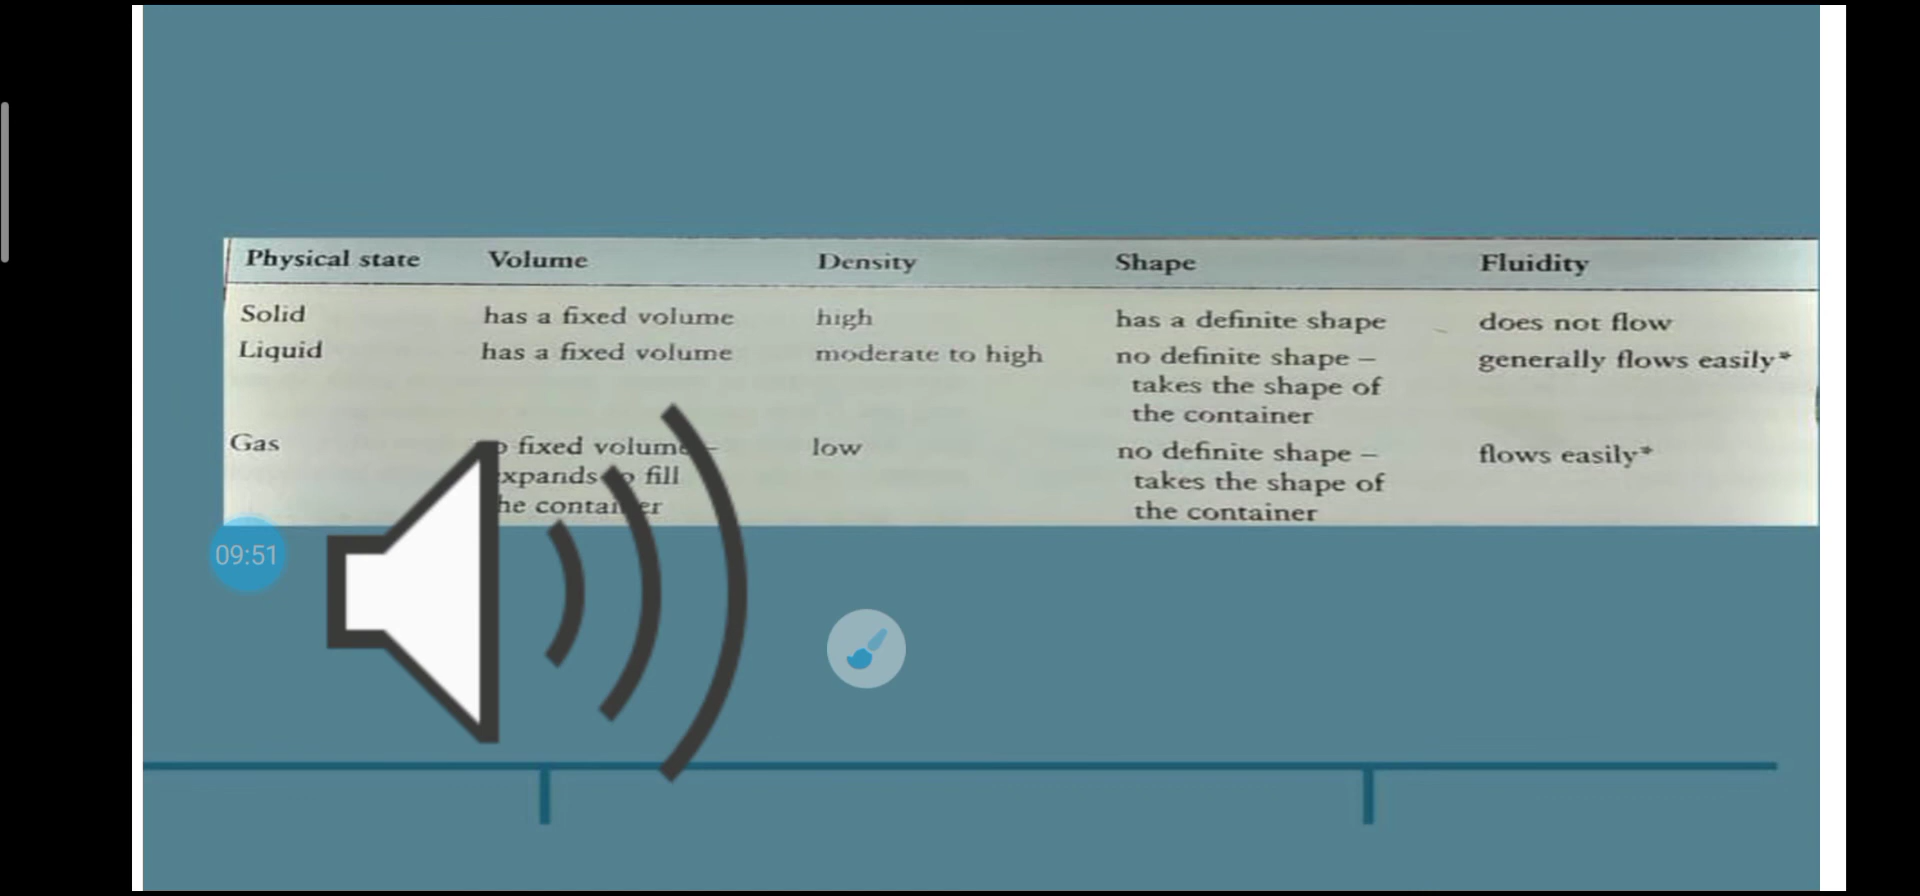 Physical state Volume Density Shape Fluidity
Solid has a fixed volume high has a definite shape does not flow
Liquid has a fixed volume moderate to high no definite shape – generally flows easily*
takes the shape of
the container
Gas fixed volume – low no definite shape – flows easily*
fill takes the shape of
the container
09:51